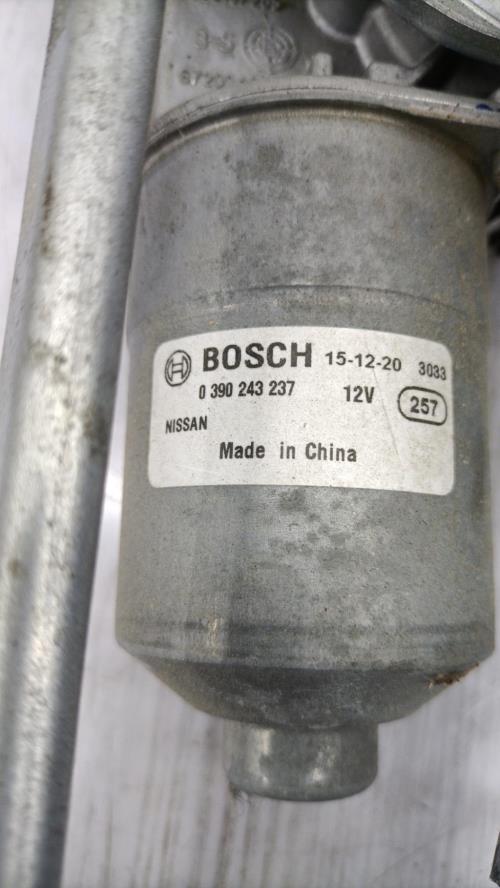 BOSCH 15-12-20 3033
0 390 243 237 12V 257
NISSAN
Made in China